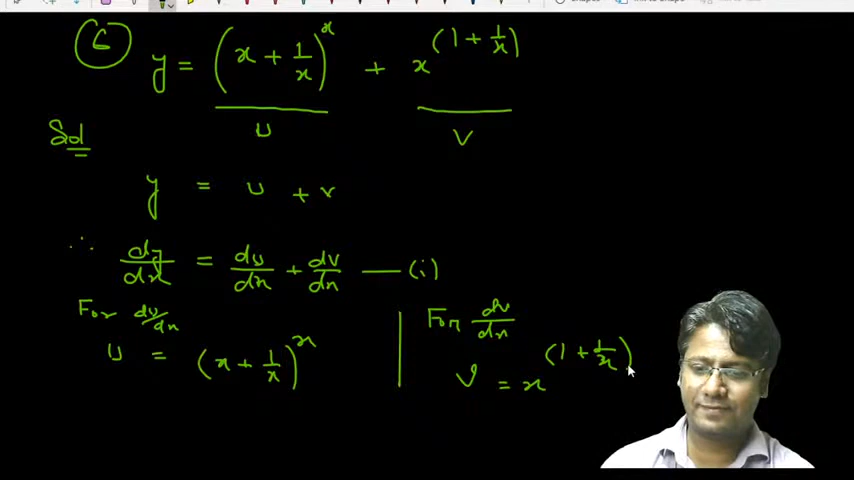 6 y = (x + 1/x)^x + x^(1 + 1/x)
u v
Sol
y = u + v
∴ dy/dx = du/dx + dv/dx — (i)
For du/dx
u = (x + 1/x)^x
For dv/dx
v = x^(1 + 1/x)